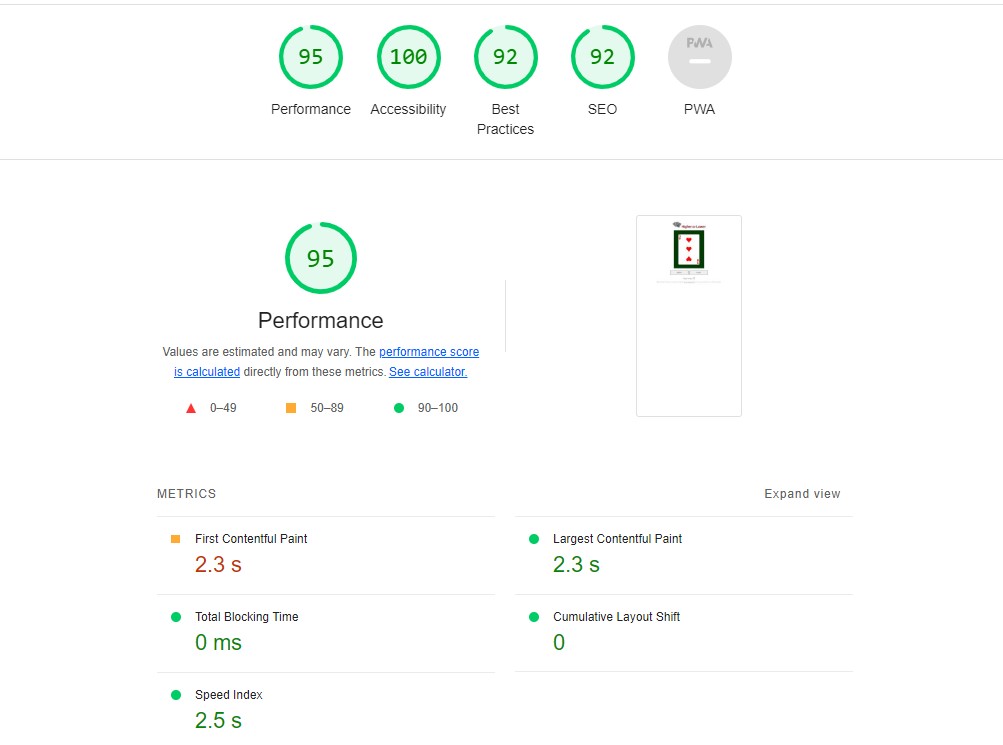 95
100
92
92
PWA
Performance
Accessibility
Best
Practices
SEO
PWA
95
Performance
Values are estimated and may vary. The performance score
is calculated directly from these metrics. See calculator.
0–49
50–89
90–100
Higher or Lower
METRICS
Expand view
First Contentful Paint
2.3 s
Largest Contentful Paint
2.3 s
Total Blocking Time
0 ms
Cumulative Layout Shift
0
Speed Index
2.5 s